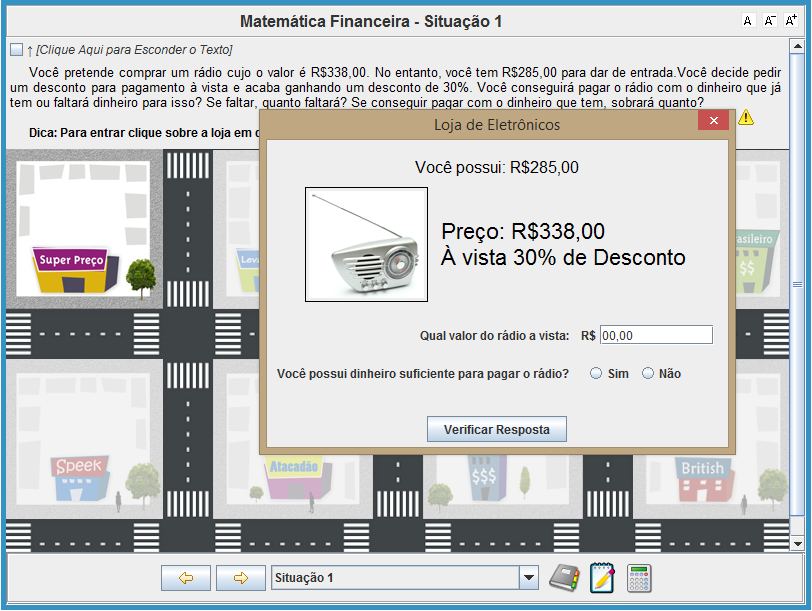 Matemática Financeira - Situação 1
A A- A+
↑ [Clique Aqui para Esconder o Texto]
Você pretende comprar um rádio cujo o valor é R$338,00. No entanto, você tem R$285,00 para dar de entrada.Você decide pedir
um desconto para pagamento à vista e acaba ganhando um desconto de 30%. Você conseguirá pagar o rádio com o dinheiro que já
tem ou faltará dinheiro para isso? Se faltar, quanto faltará? Se conseguir pagar com o dinheiro que tem, sobrará quanto?
Dica: Para entrar clique sobre a loja em
Loja de Eletrônicos
Você possui: R$285,00
Preço: R$338,00
À vista 30% de Desconto
Qual valor do rádio a vista: R$ 00,00
Você possui dinheiro suficiente para pagar o rádio? Sim Não
Verificar Resposta
Super Preço
$$
Speek
Atacadão
$$$
British
Situação 1